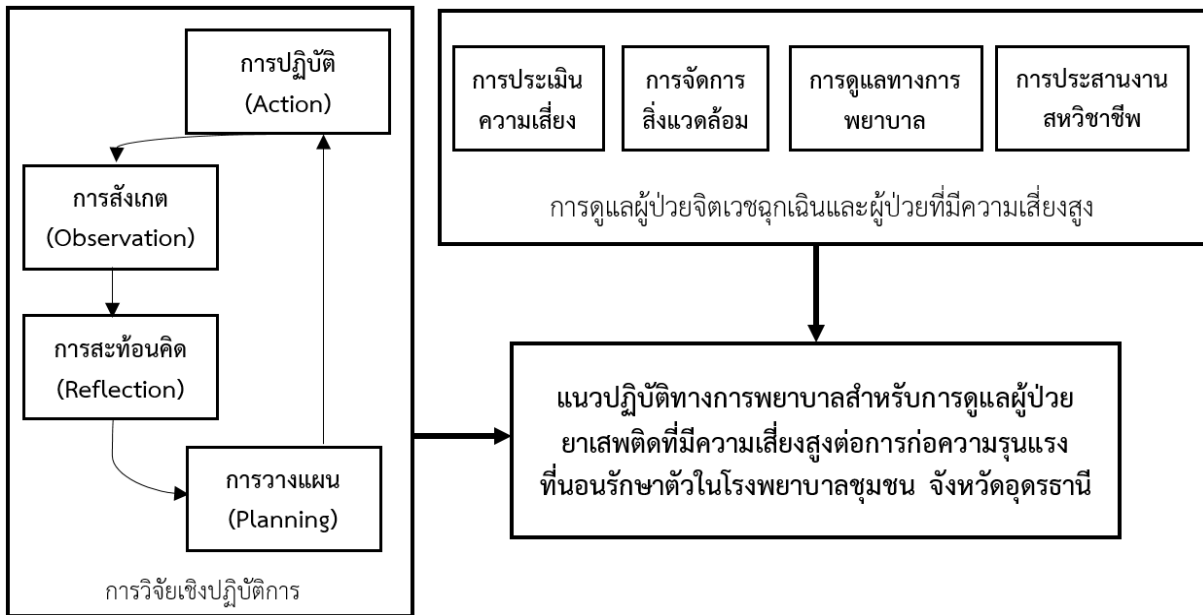 การปฏิบัติ
(Action)
การสังเกต
(Observation)
การสะท้อนคิด
(Reflection)
การวางแผน
(Planning)
การวิจัยเชิงปฏิบัติการ
การประเมิน
ความเสี่ยง
การจัดการ
สิ่งแวดล้อม
การดูแลทางการ
พยาบาล
การประสานงาน
สหวิชาชีพ
การดูแลผู้ป่วยจิตเวชฉุกเฉินและผู้ป่วยที่มีความเสี่ยงสูง
แนวปฏิบัติทางการพยาบาลสำหรับการดูแลผู้ป่วย
ยาเสพติดที่มีความเสี่ยงสูงต่อการก่อความรุนแรง
ที่นอนรักษาตัวในโรงพยาบาลชุมชน จังหวัดอุดรธานี